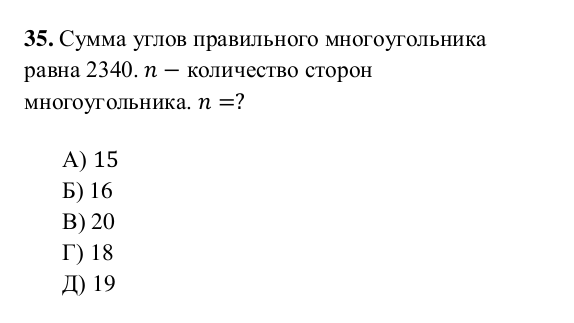 35. Сумма углов правильного многоугольника
равна 2340. n − количество сторон
многоугольника. n =?
А) 15
Б) 16
В) 20
Г) 18
Д) 19